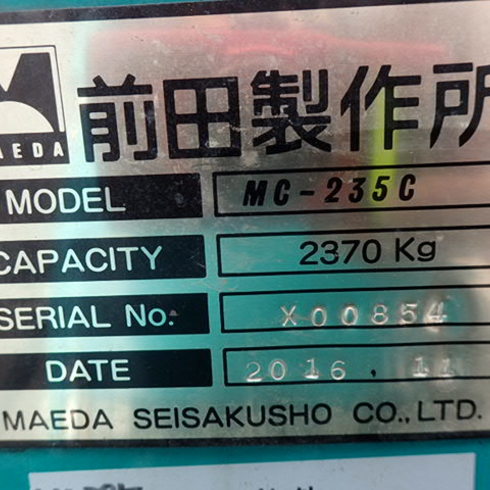 前田製作所
MAEDA
MODEL MC-235C
CAPACITY 2370 Kg
SERIAL No. X00854
DATE 2016.11
MAEDA SEISAKUSHO CO.,LTD.